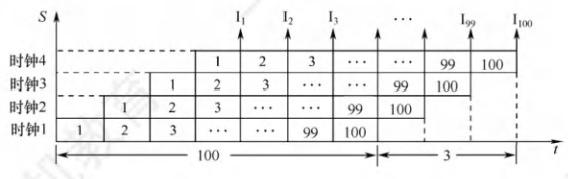 S I₁ I₂ I₃ ⋯ I₉₉ I₁₀₀
时钟4 1 2 3 ⋯ ⋯ 99 100
时钟3 1 2 3 ⋯ ⋯ 99 100
时钟2 1 2 3 ⋯ ⋯ 99 100
时钟1 1 2 3 ⋯ ⋯ 99 100
100 3 t